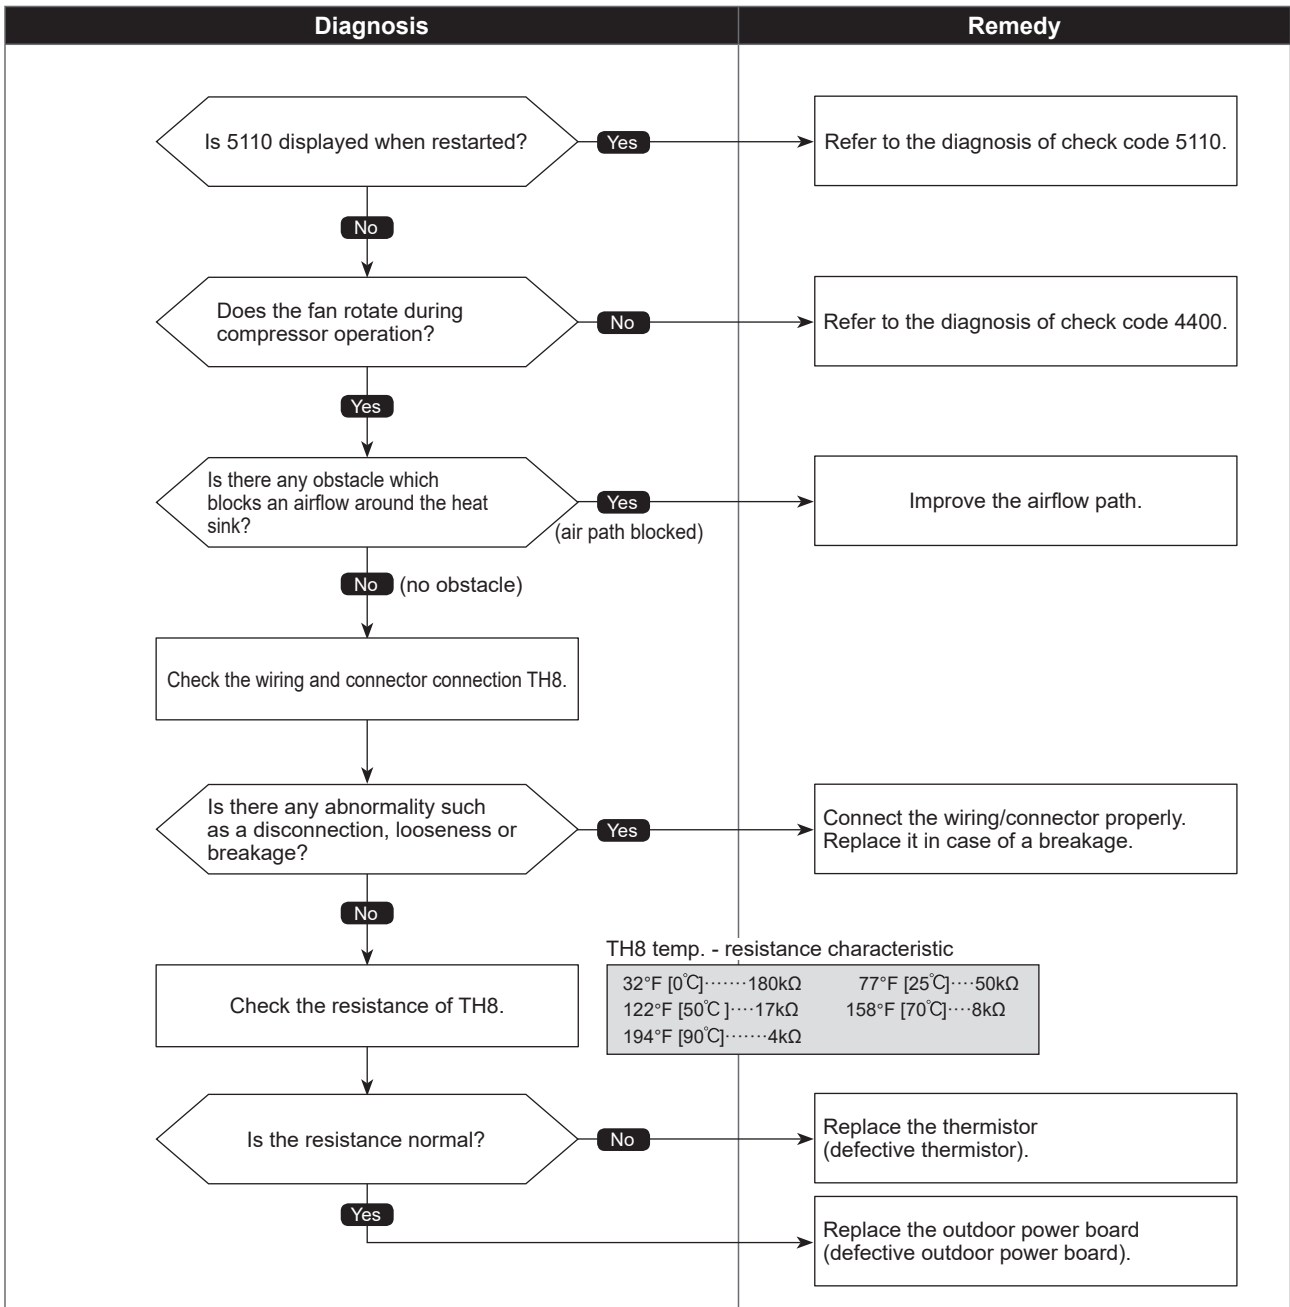 Diagnosis
Remedy
Is 5110 displayed when restarted?
Yes
Refer to the diagnosis of check code 5110.
No
Does the fan rotate during
compressor operation?
No
Refer to the diagnosis of check code 4400.
Yes
Is there any obstacle which
blocks an airflow around the heat
sink?
Yes
(air path blocked)
Improve the airflow path.
No (no obstacle)
Check the wiring and connector connection TH8.
Is there any abnormality such
as a disconnection, looseness or
breakage?
Yes
Connect the wiring/connector properly.
Replace it in case of a breakage.
No
Check the resistance of TH8.
TH8 temp. - resistance characteristic
32°F [0℃]·······180kΩ 77°F [25℃]····50kΩ
122°F [50℃ ]····17kΩ 158°F [70℃]····8kΩ
194°F [90℃]·······4kΩ
Is the resistance normal?
No
Replace the thermistor
(defective thermistor).
Yes
Replace the outdoor power board
(defective outdoor power board).